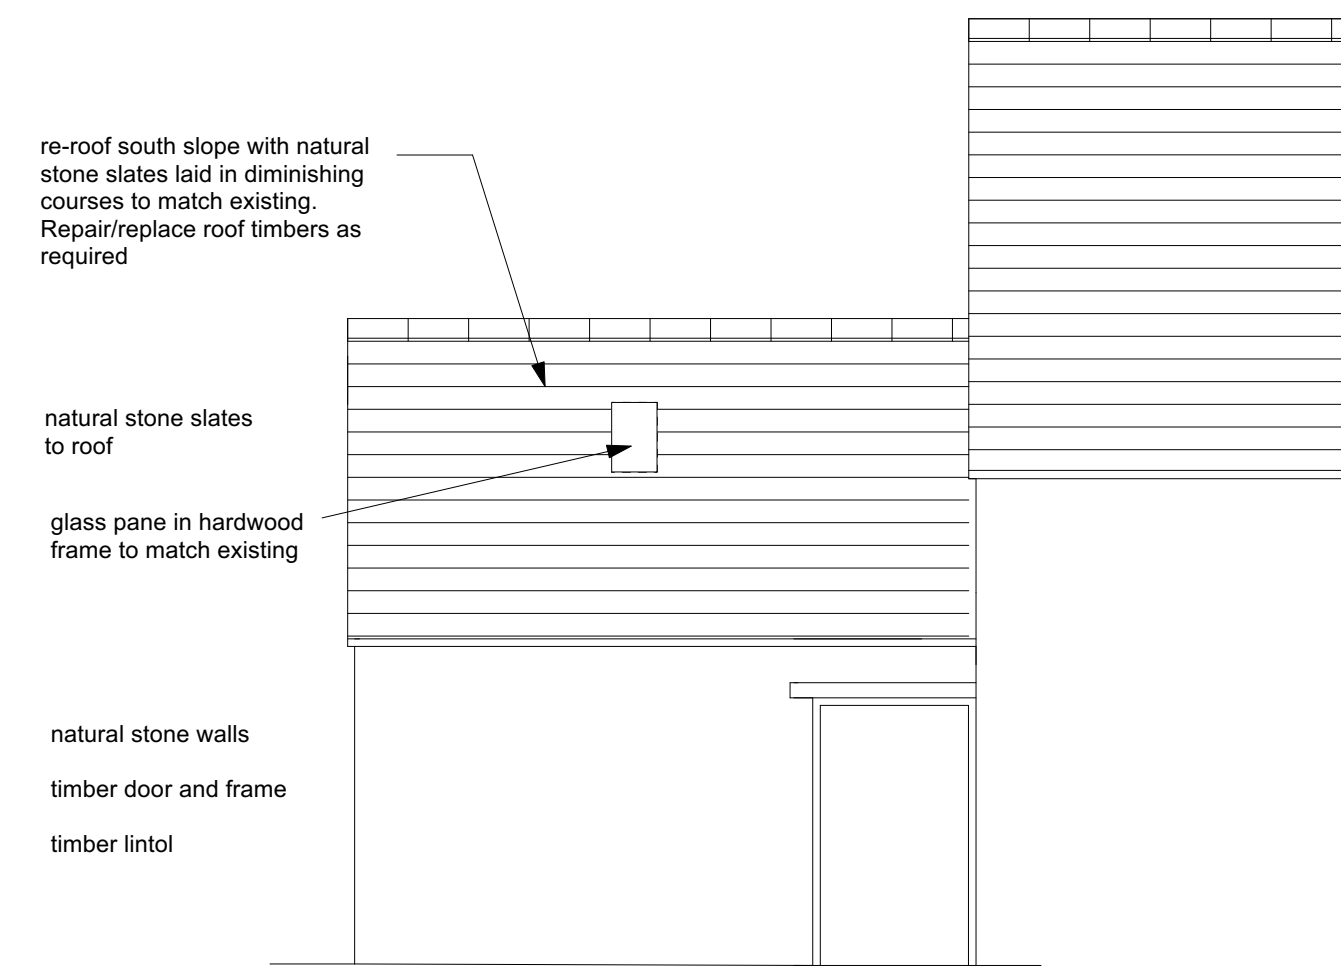 re-roof south slope with natural
stone slates laid in diminishing
courses to match existing.
Repair/replace roof timbers as
required
natural stone slates
to roof
glass pane in hardwood
frame to match existing
natural stone walls
timber door and frame
timber lintol